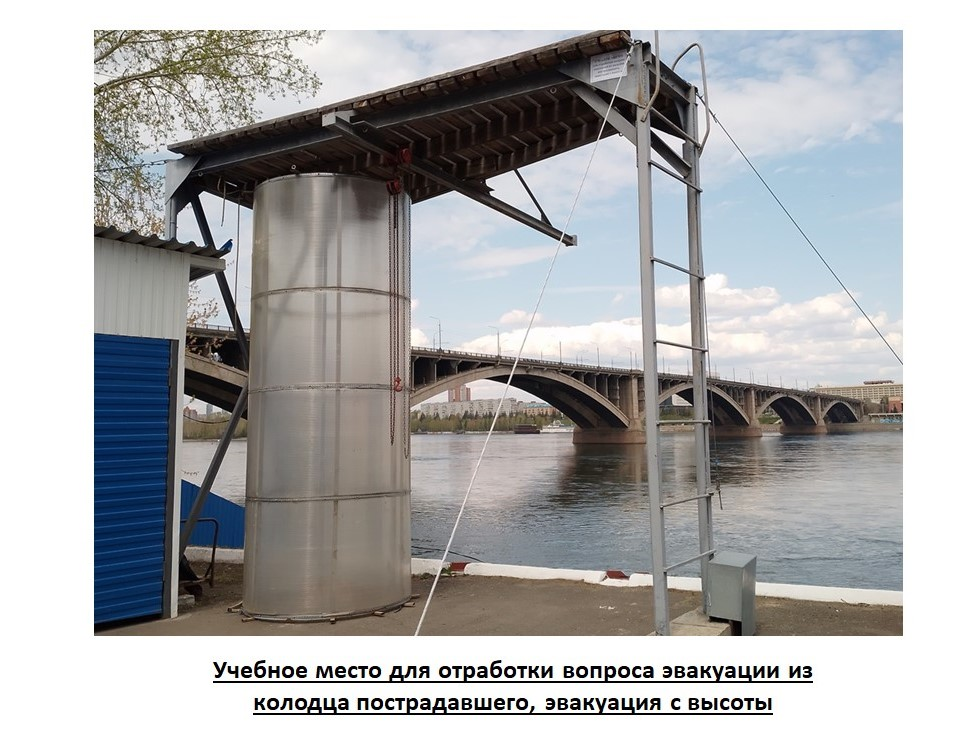 Учебное место для отработки вопроса эвакуации из
колодца пострадавшего, эвакуация с высоты